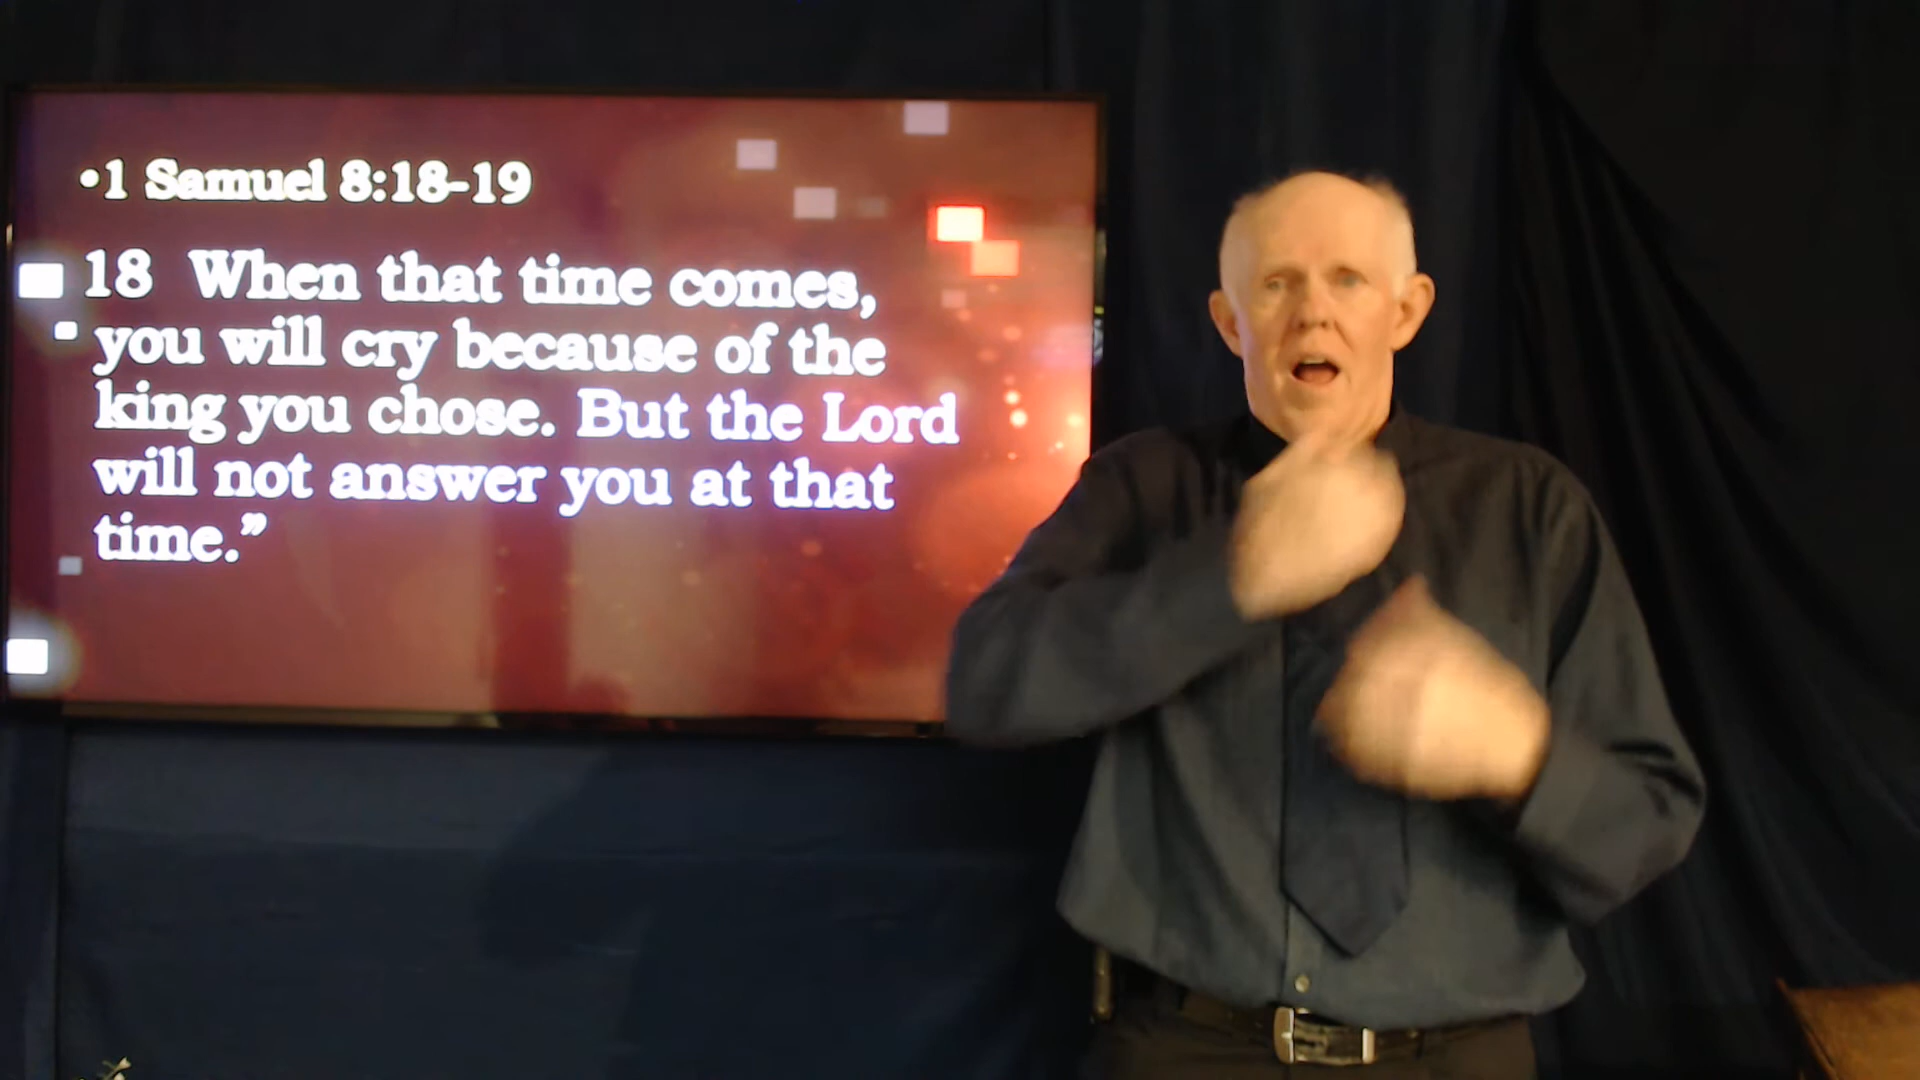 •1 Samuel 8:18-19
18 When that time comes,
you will cry because of the
king you chose. But the Lord
will not answer you at that
time.”